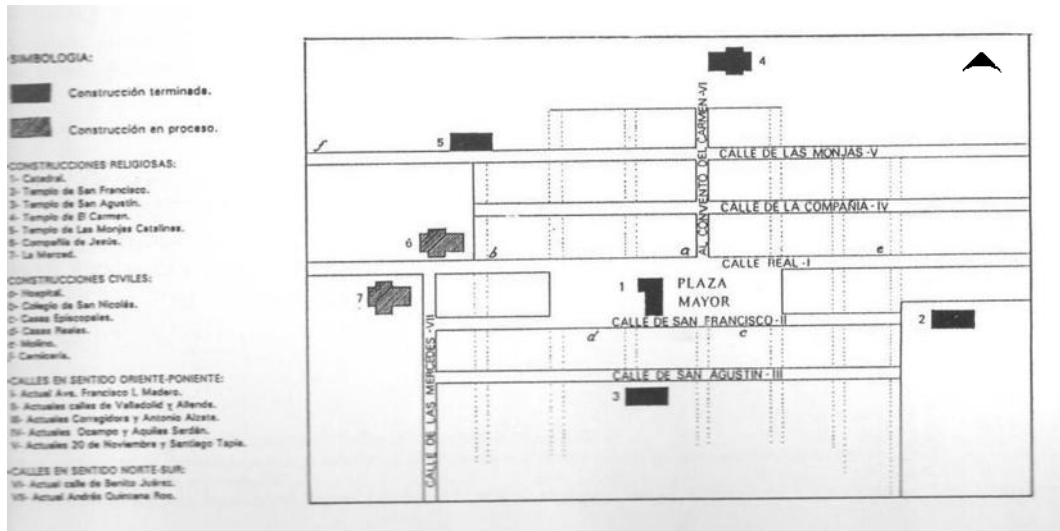 SIMBOLOGIA:
Construcción terminada.
Construcción en proceso.
CONSTRUCCIONES RELIGIOSAS:
1- Catedral.
2- Templo de San Francisco.
3- Templo de San Agustín.
4- Templo de El Carmen.
5- Templo de Las Monjas Catalinas.
6- Compañía de Jesús.
7- La Merced.
CONSTRUCCIONES CIVILES:
a- Hospital.
b- Colegio de San Nicolás.
c- Casas Episcopales.
d- Casas Reales.
e- Molino.
f- Carnicería.
CALLES EN SENTIDO ORIENTE-PONIENTE:
I- Actual Ave. Francisco I. Madero.
II- Actuales calles de Valladolid y Allende.
III- Actuales Corregidora y Antonio Alzate.
IV- Actuales Ocampo y Aquiles Serdán.
V- Actuales 20 de Noviembre y Santiago Tapia.
CALLES EN SENTIDO NORTE-SUR:
VI- Actual calle de Benito Juárez.
VII- Actual Andrés Quintana Roo.
4
AL CONVENTO DEL CARMEN-VI
5
f
CALLE DE LAS MONJAS-V
CALLE DE LA COMPAÑIA-IV
6
b
a
e
CALLE REAL-I
7
1
PLAZA
MAYOR
2
CALLE DE SAN FRANCISCO-II
d
c
CALLE DE LAS MERCEDES-VII
CALLE DE SAN AGUSTIN-III
3